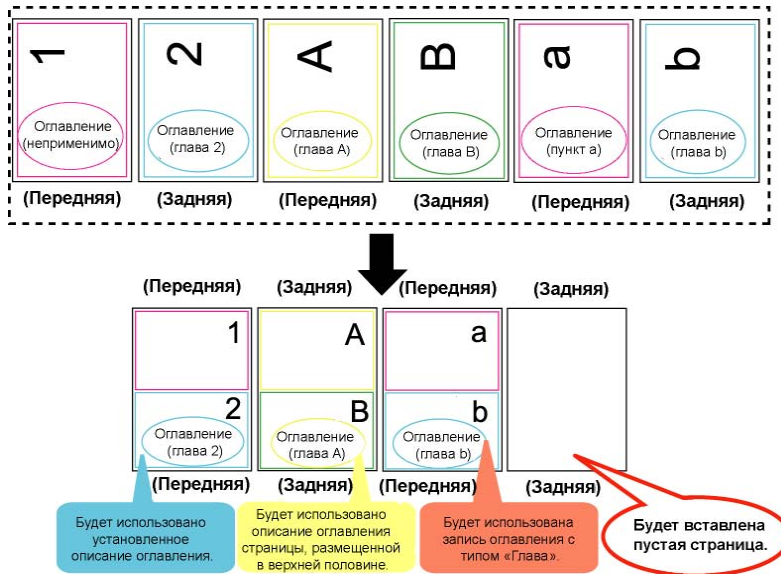 1 2 A B a b
Оглавление Оглавление Оглавление Оглавление Оглавление Оглавление
(неприменимо) (глава 2) (глава A) (глава B) (пункт a) (глава b)
(Передняя) (Задняя) (Передняя) (Задняя) (Передняя) (Задняя)
(Передняя) (Задняя) (Передняя) (Задняя)
1 A a
2 B b
Оглавление Оглавление Оглавление
(глава 2) (глава A) (глава b)
(Передняя) (Задняя) (Передняя) (Задняя)
Будет использовано
установленное
описание оглавления.
Будет использовано
описание оглавления
страницы, размещенной
в верхней половине.
Будет использована
запись оглавления с
типом «Глава».
Будет вставлена
пустая страница.